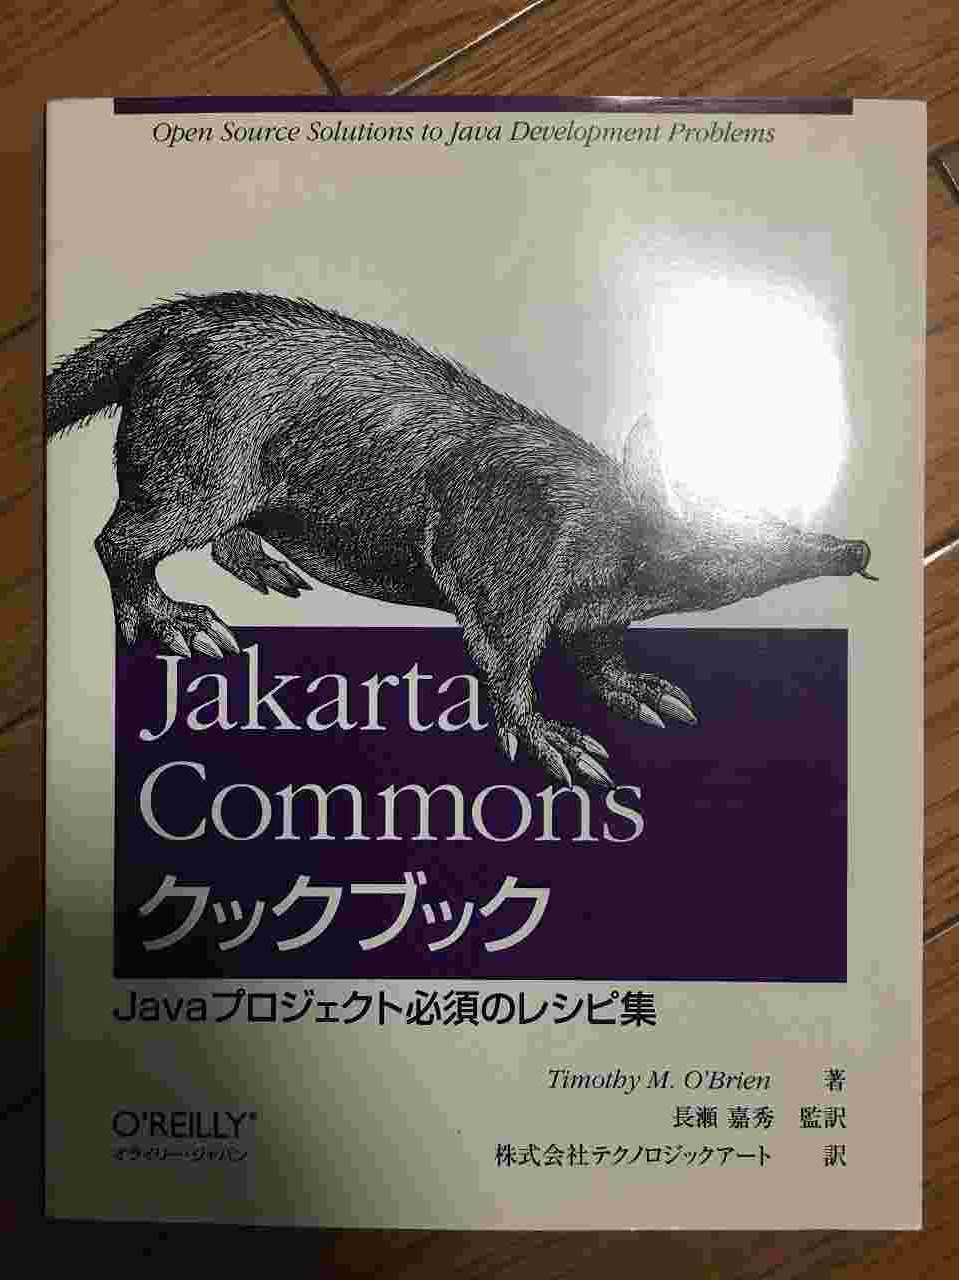 Open Source Solutions to Java Development Problems
Jakarta
Commons
クックブック
Javaプロジェクト必須のレシピ集
Timothy M. O'Brien 著
長瀬 嘉秀 監訳
株式会社テクノロジックアート 訳
O'REILLY®
オライリー・ジャパン